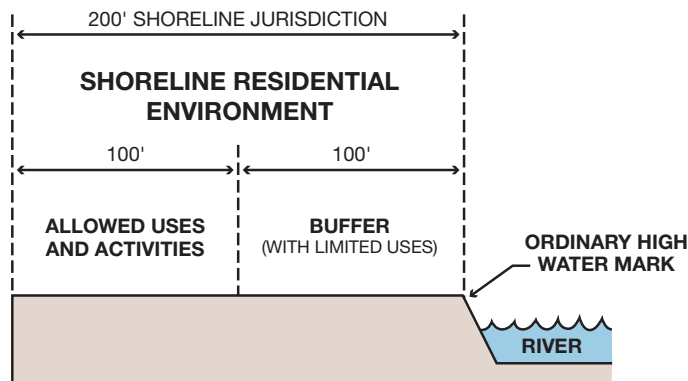 200' SHORELINE JURISDICTION
SHORELINE RESIDENTIAL
ENVIRONMENT
100'
100'
ALLOWED USES
AND ACTIVITIES
BUFFER
(WITH LIMITED USES)
ORDINARY HIGH
WATER MARK
RIVER